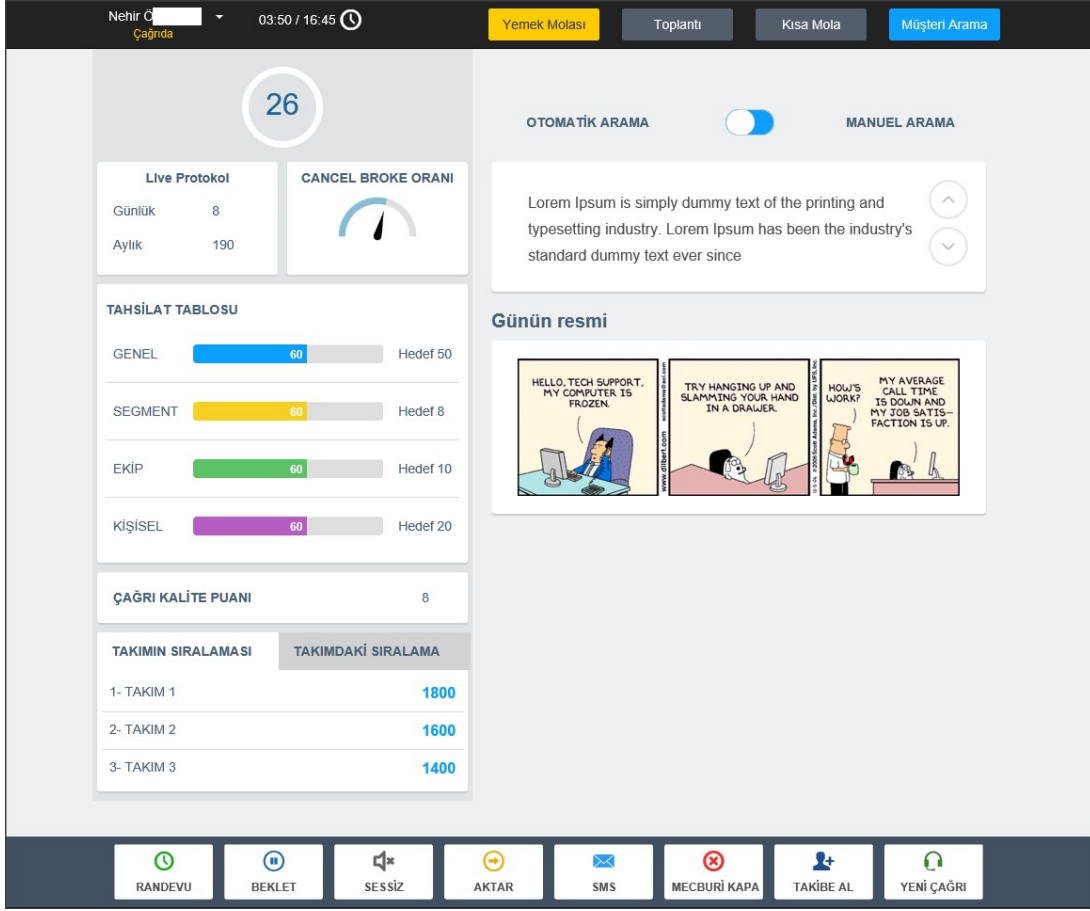 Nehir Ö
Çağrıda
03:50 / 16:45
Yemek Molası
Toplantı
Kısa Mola
Müşteri Arama
26
Live Protokol
Günlük 8
Aylık 190
CANCEL BROKE ORANI
OTOMATİK ARAMA
MANUEL ARAMA
Lorem Ipsum is simply dummy text of the printing and
typesetting industry. Lorem Ipsum has been the industry's
standard dummy text ever since
TAHSİLAT TABLOSU
GENEL 60 Hedef 50
SEGMENT 60 Hedef 8
EKİP 60 Hedef 10
KİŞİSEL 60 Hedef 20
Günün resmi
HELLO, TECH SUPPORT,
MY COMPUTER IS
FROZEN.
www.dilbert.com
TRY HANGING UP AND
SLAMMING YOUR HAND
IN A DRAWER.
HOW'S
WORK?
MY AVERAGE
CALL TIME
IS DOWN AND
MY JOB SATIS-
FACTION IS UP.
ÇAĞRI KALİTE PUANI 8
TAKIMIN SIRALAMASI
TAKIMDAKİ SIRALAMA
1- TAKIM 1 1800
2- TAKIM 2 1600
3- TAKIM 3 1400
RANDEVU
BEKLET
SESSİZ
AKTAR
SMS
MECBURİ KAPA
TAKİBE AL
YENİ ÇAĞRI